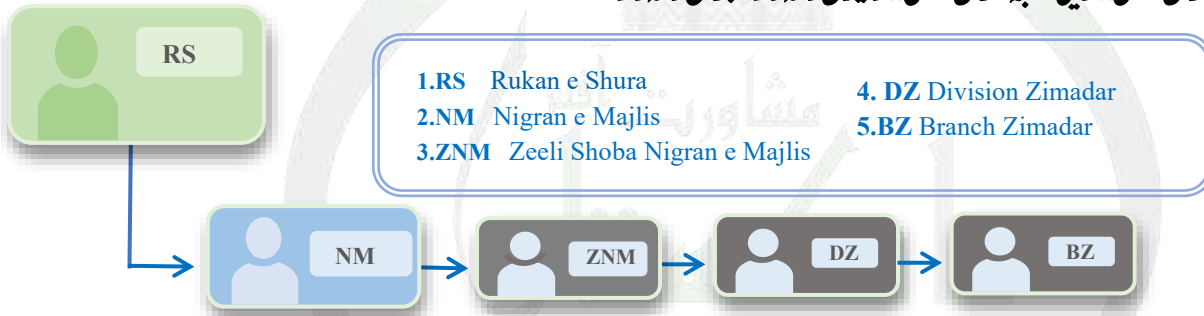 RS
1.RS Rukan e Shura
2.NM Nigran e Majlis
3.ZNM Zeeli Shoba Nigran e Majlis
4. DZ Division Zimadar
5.BZ Branch Zimadar
مشاورت
NM
ZNM
DZ
BZ